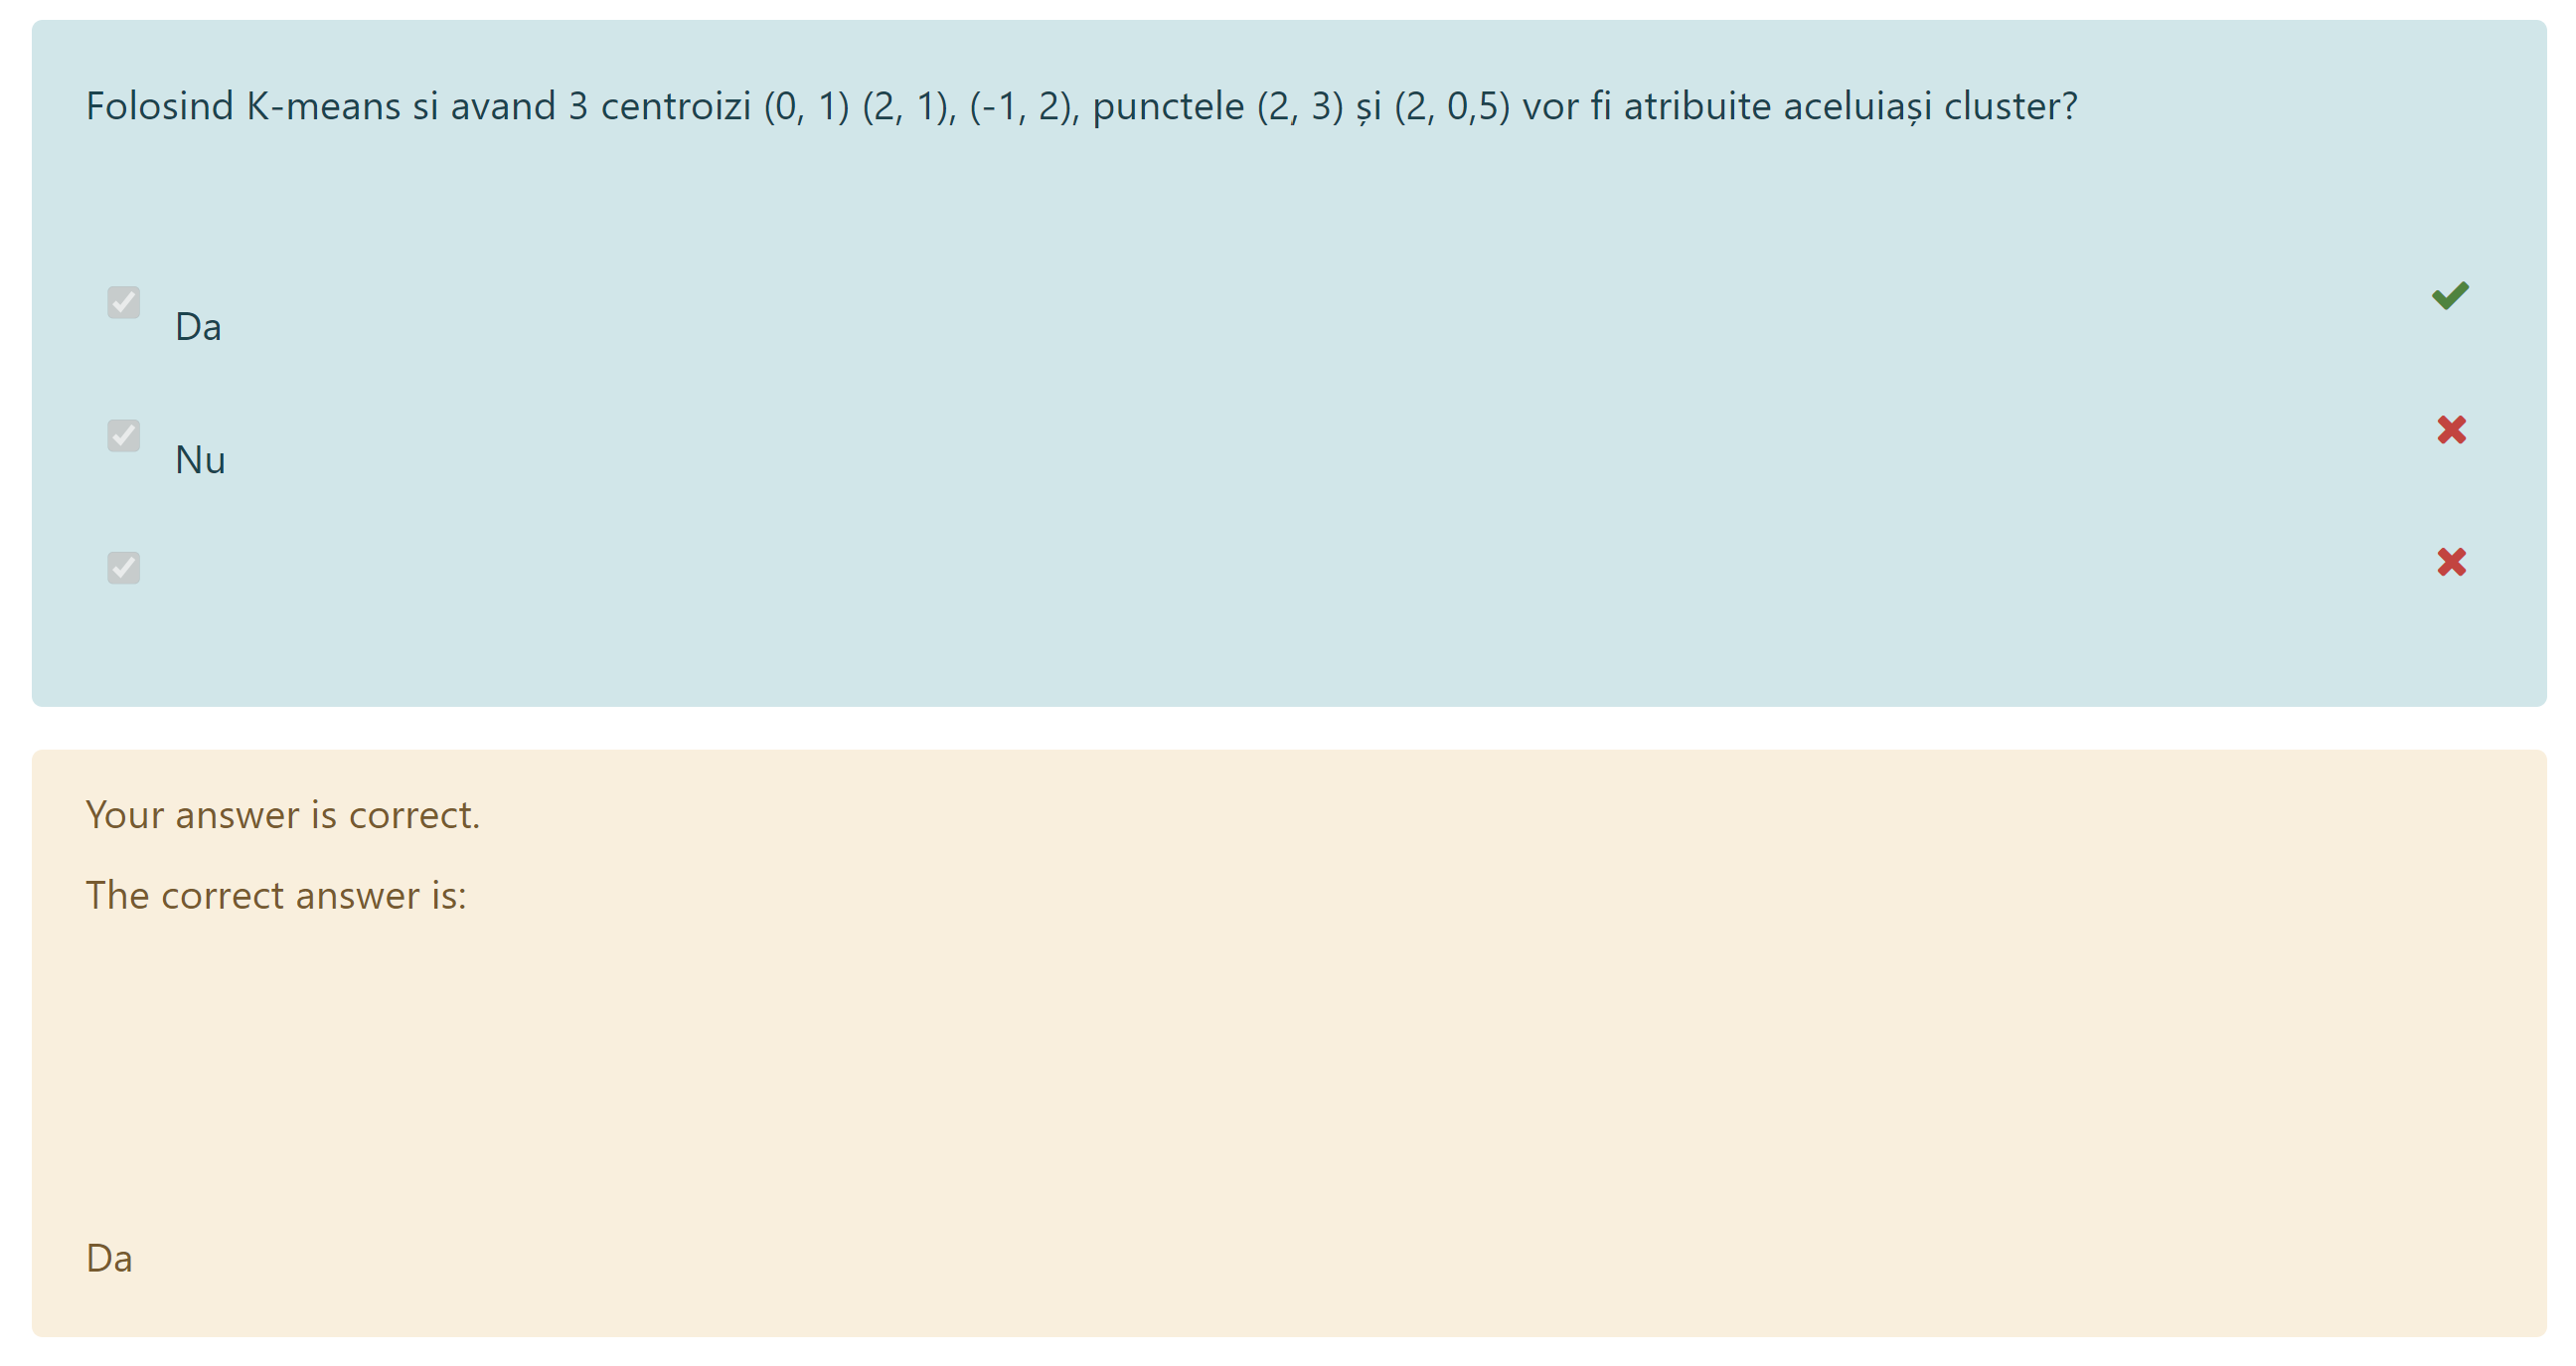 Folosind K-means si avand 3 centroizi (0, 1) (2, 1), (-1, 2), punctele (2, 3) și (2, 0,5) vor fi atribuite aceluiași cluster?
Da
Nu
Your answer is correct.
The correct answer is:
Da